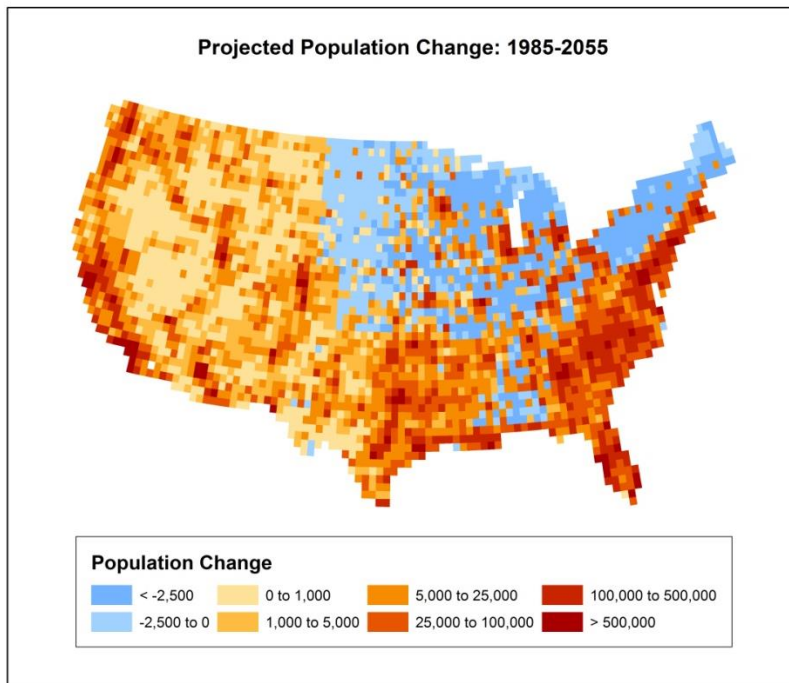 Projected Population Change: 1985-2055
Population Change
< -2,500
0 to 1,000
5,000 to 25,000
100,000 to 500,000
-2,500 to 0
1,000 to 5,000
25,000 to 100,000
> 500,000